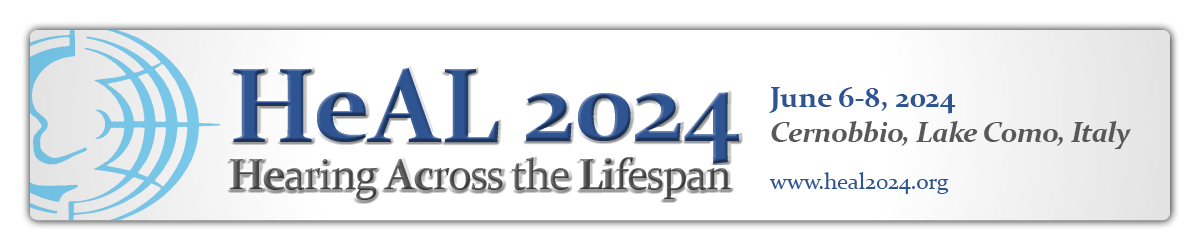 HeAL 2024
Hearing Across the Lifespan
June 6-8, 2024
Cernobbio, Lake Como, Italy
www.heal2024.org